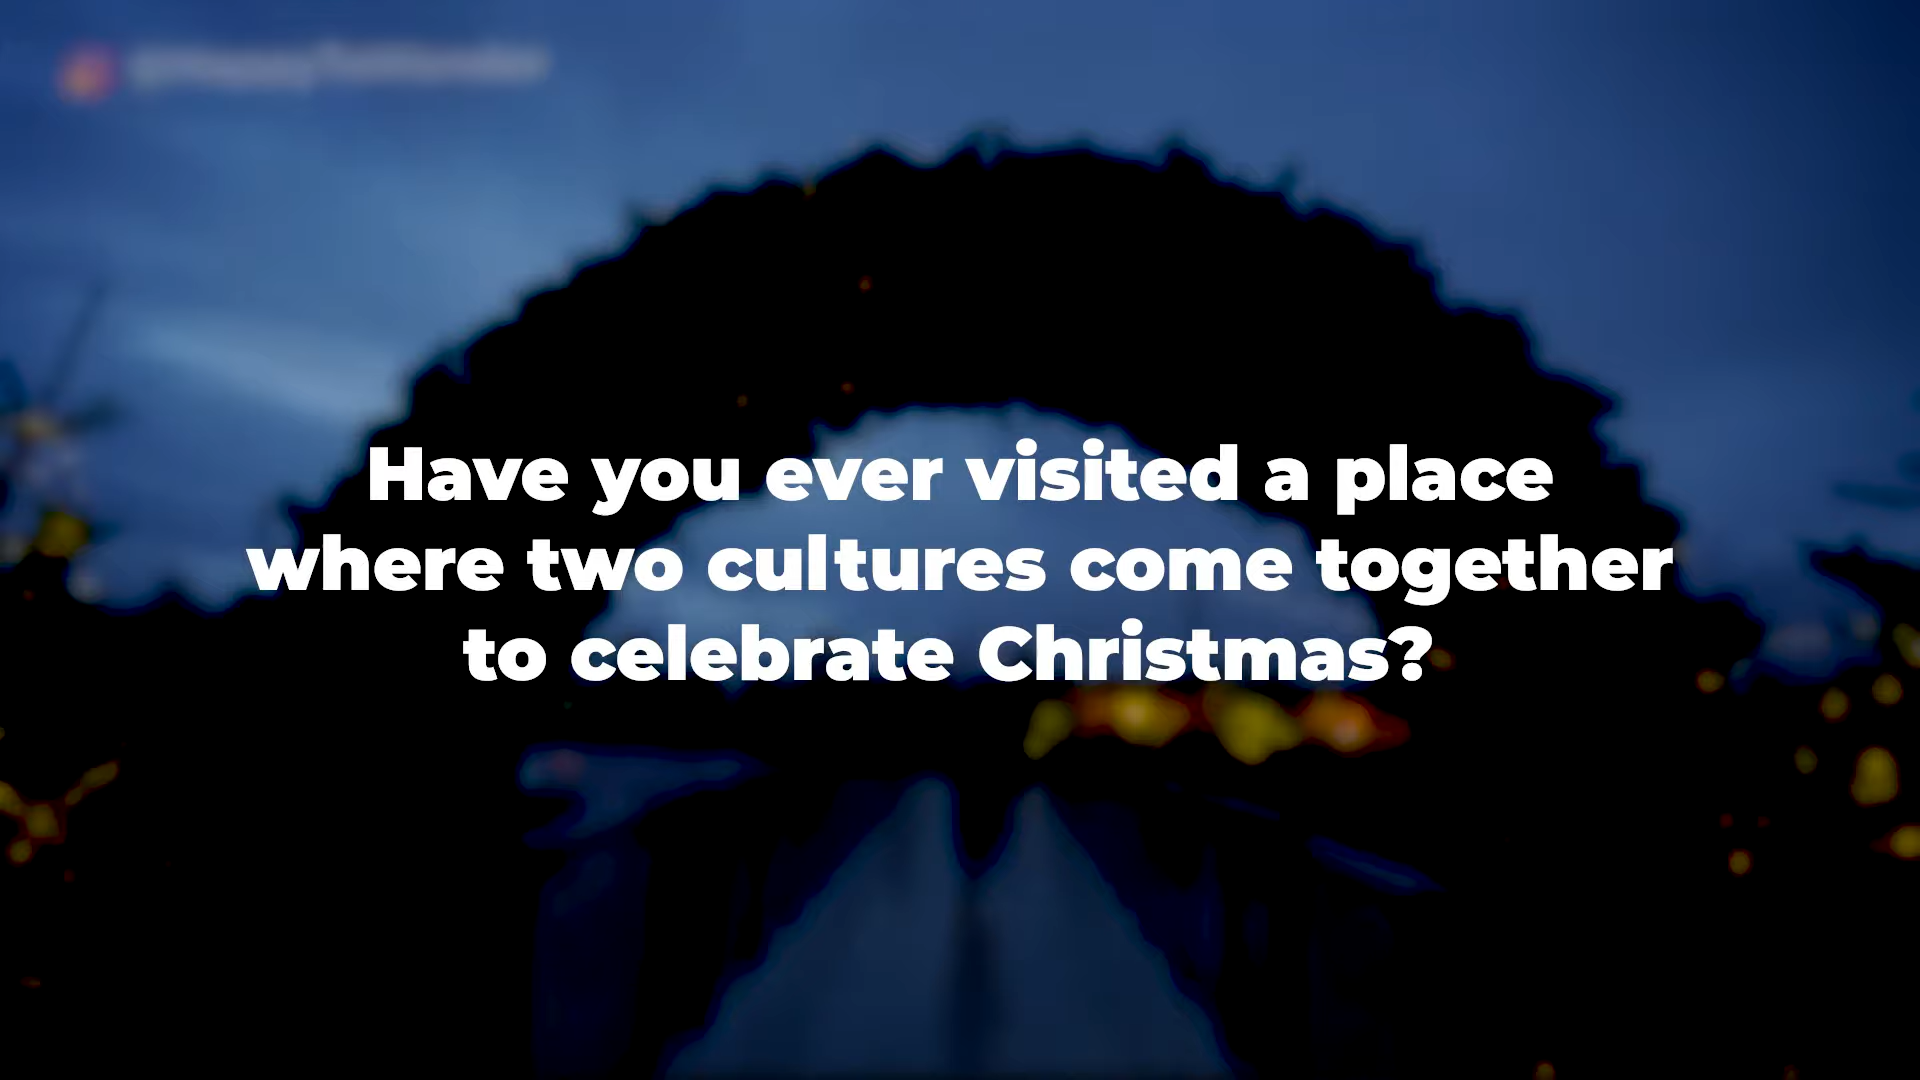 Have you ever visited a place
where two cultures come together
to celebrate Christmas?